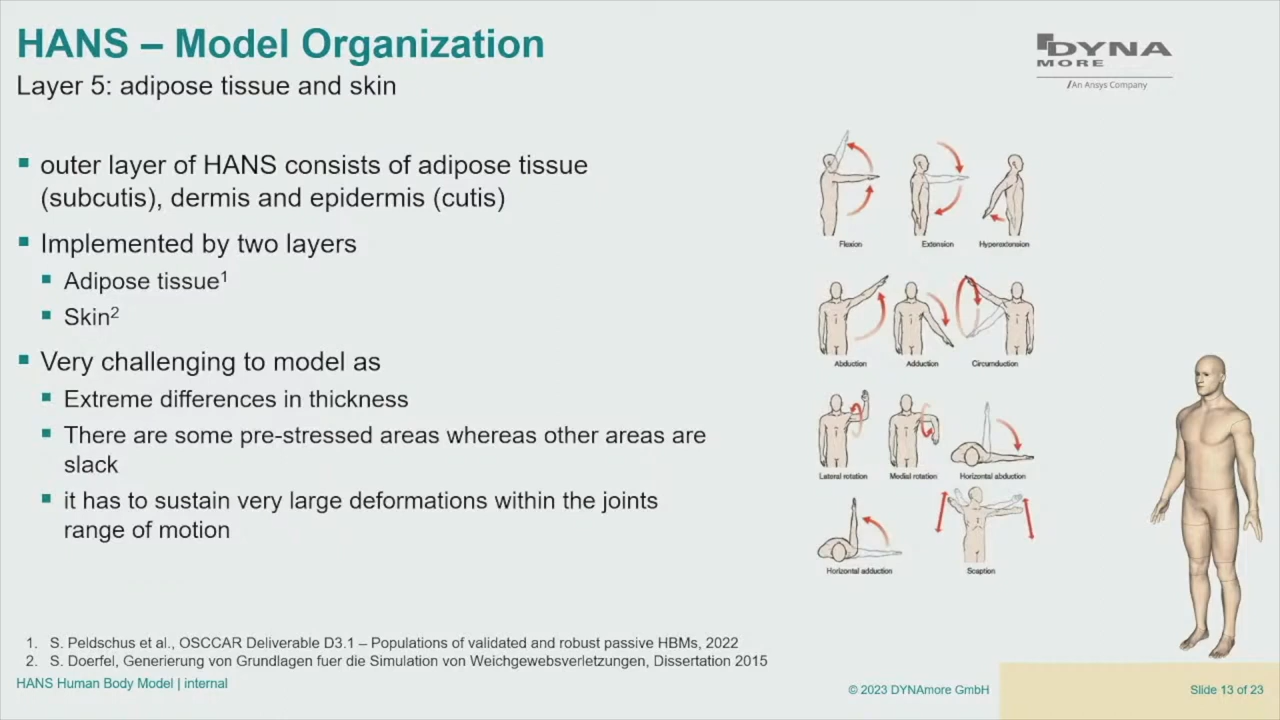 HANS – Model Organization
Layer 5: adipose tissue and skin
DYNA
MORE
/An Ansys Company
▪ outer layer of HANS consists of adipose tissue
(subcutis), dermis and epidermis (cutis)
▪ Implemented by two layers
▪ Adipose tissue¹
▪ Skin²
▪ Very challenging to model as
▪ Extreme differences in thickness
▪ There are some pre-stressed areas whereas other areas are
slack
▪ it has to sustain very large deformations within the joints
range of motion
Flexion
Extension
Hyperextension
Abduction
Adduction
Circumduction
Lateral rotation
Medial rotation
Horizontal abduction
Horizontal adduction
Scaption
1. S. Peldschus et al., OSCCAR Deliverable D3.1 – Populations of validated and robust passive HBMs, 2022
2. S. Doerfel, Generierung von Grundlagen fuer die Simulation von Weichgewebsverletzungen, Dissertation 2015
HANS Human Body Model | internal
© 2023 DYNAmore GmbH
Slide 13 of 23